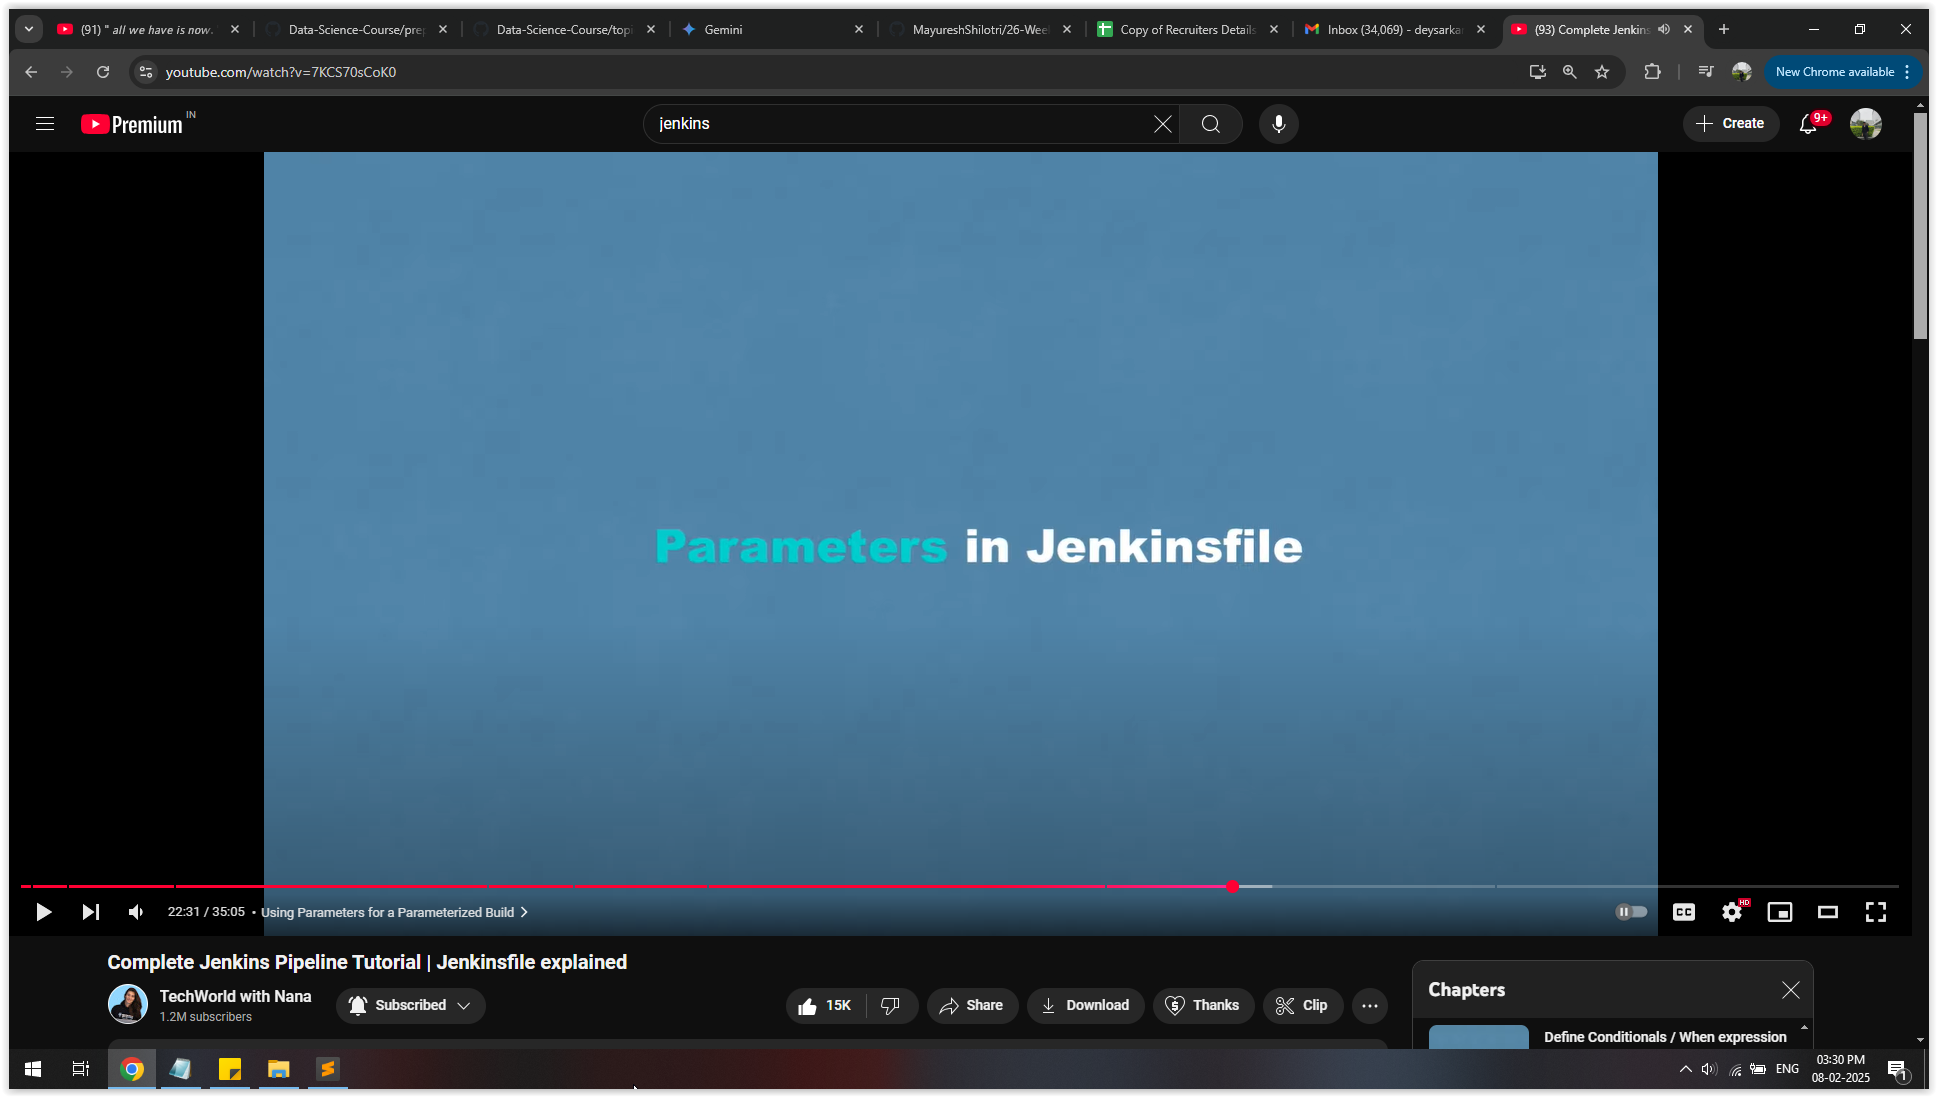 (91) " all we have is now.
Data-Science-Course/prep
Data-Science-Course/topi
Gemini
MayureshShilotri/26-Wee
Copy of Recruiters Details
Inbox (34,069) - deysarka
(93) Complete Jenkins
youtube.com/watch?v=7KCS70sCoK0
New Chrome available
Premium IN
jenkins
Create
9+
Parameters in Jenkinsfile
22:31 / 35:05 • Using Parameters for a Parameterized Build
CC
HD
Complete Jenkins Pipeline Tutorial | Jenkinsfile explained
TechWorld with Nana
1.2M subscribers
Subscribed
15K
Share
Download
Thanks
Clip
Chapters
Define Conditionals / When expression
ENG
03:30 PM
08-02-2025
1